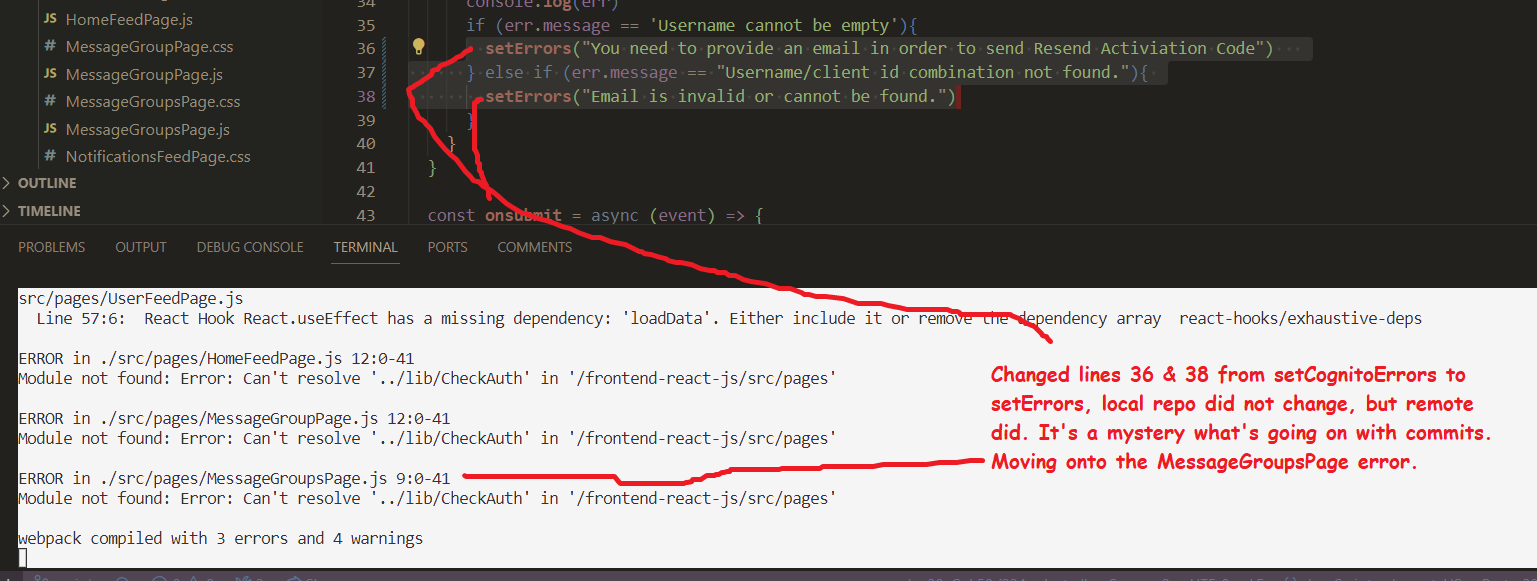 34 console.log(err)
JS HomeFeedPage.js
35 if (err.message == 'Username cannot be empty'){
# MessageGroupPage.css
36 setErrors("You need to provide an email in order to send Resend Activiation Code")
JS MessageGroupPage.js
37 } else if (err.message == "Username/client id combination not found."){
# MessageGroupsPage.css
38 setErrors("Email is invalid or cannot be found.")
JS MessageGroupsPage.js
39 }
# NotificationsFeedPage.css
40 }
41 }
OUTLINE
42
TIMELINE
43 const onsubmit = async (event) => {
PROBLEMS OUTPUT DEBUG CONSOLE TERMINAL PORTS COMMENTS
src/pages/UserFeedPage.js
Line 57:6: React Hook React.useEffect has a missing dependency: 'loadData'. Either include it or remove the dependency array react-hooks/exhaustive-deps
ERROR in ./src/pages/HomeFeedPage.js 12:0-41
Module not found: Error: Can't resolve '../lib/CheckAuth' in '/frontend-react-js/src/pages'
ERROR in ./src/pages/MessageGroupPage.js 12:0-41
Module not found: Error: Can't resolve '../lib/CheckAuth' in '/frontend-react-js/src/pages'
ERROR in ./src/pages/MessageGroupsPage.js 9:0-41
Module not found: Error: Can't resolve '../lib/CheckAuth' in '/frontend-react-js/src/pages'
webpack compiled with 3 errors and 4 warnings
Changed lines 36 & 38 from setCognitoErrors to
setErrors, local repo did not change, but remote
did. It's a mystery what's going on with commits.
Moving onto the MessageGroupsPage error.